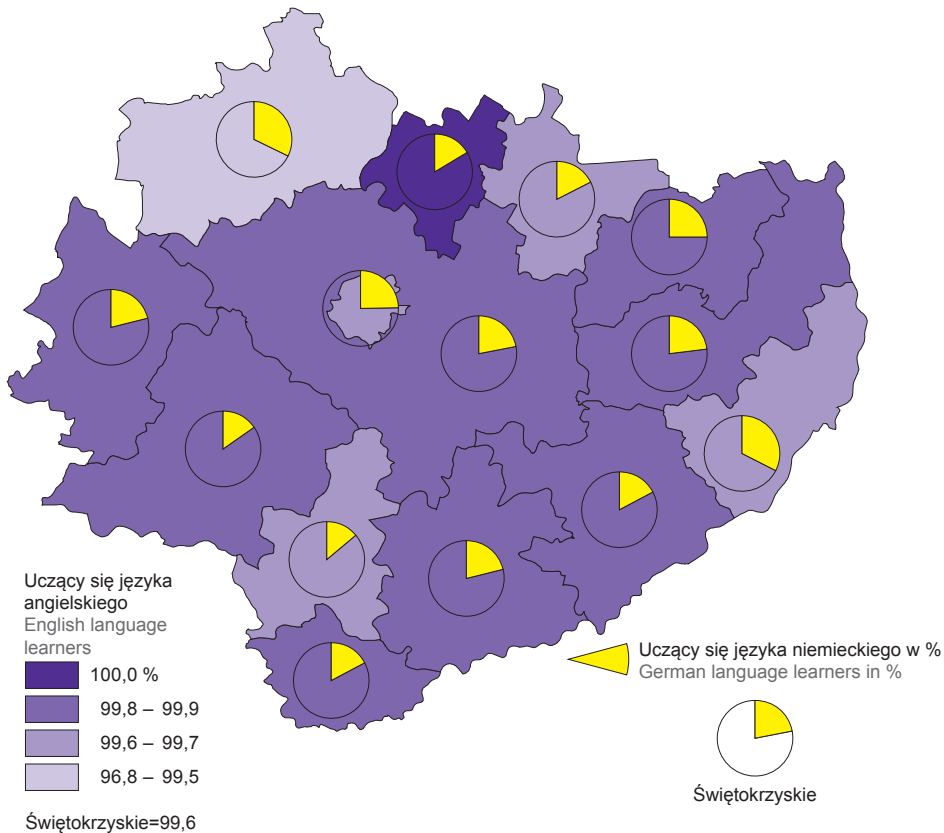 Uczący się języka
angielskiego
English language
learners
100,0 %
99,8 – 99,9
99,6 – 99,7
96,8 – 99,5
Świętokrzyskie=99,6
Uczący się języka niemieckiego w %
German language learners in %
Świętokrzyskie